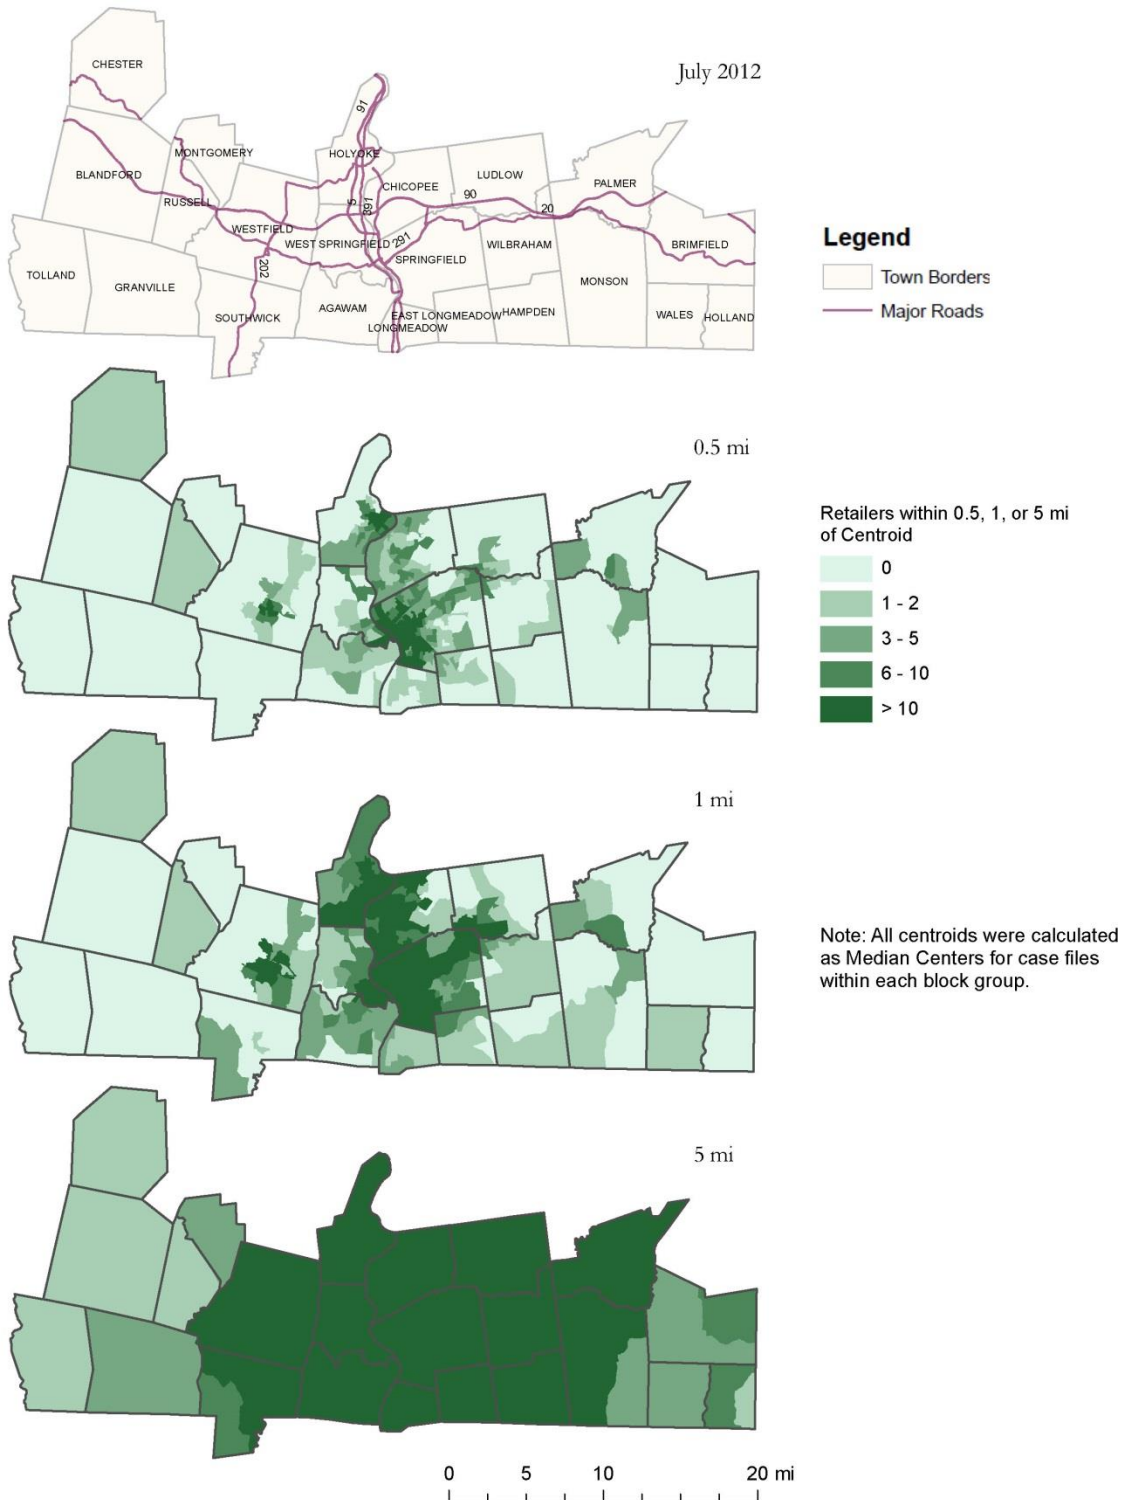 July 2012
CHESTER
91
MONTGOMERY
HOLYOKE
BLANDFORD
CHICOPEE
LUDLOW
PALMER
RUSSELL
5
391
90
20
WESTFIELD
WEST SPRINGFIELD
291
WILBRAHAM
BRIMFIELD
TOLLAND
GRANVILLE
202
SPRINGFIELD
MONSON
SOUTHWICK
AGAWAM
EAST LONGMEADOW
HAMPDEN
WALES
HOLLAND
LONGMEADOW
Legend
Town Borders
Major Roads
0.5 mi
Retailers within 0.5, 1, or 5 mi
of Centroid
0
1 - 2
3 - 5
6 - 10
> 10
1 mi
Note: All centroids were calculated
as Median Centers for case files
within each block group.
5 mi
0 5 10 20 mi